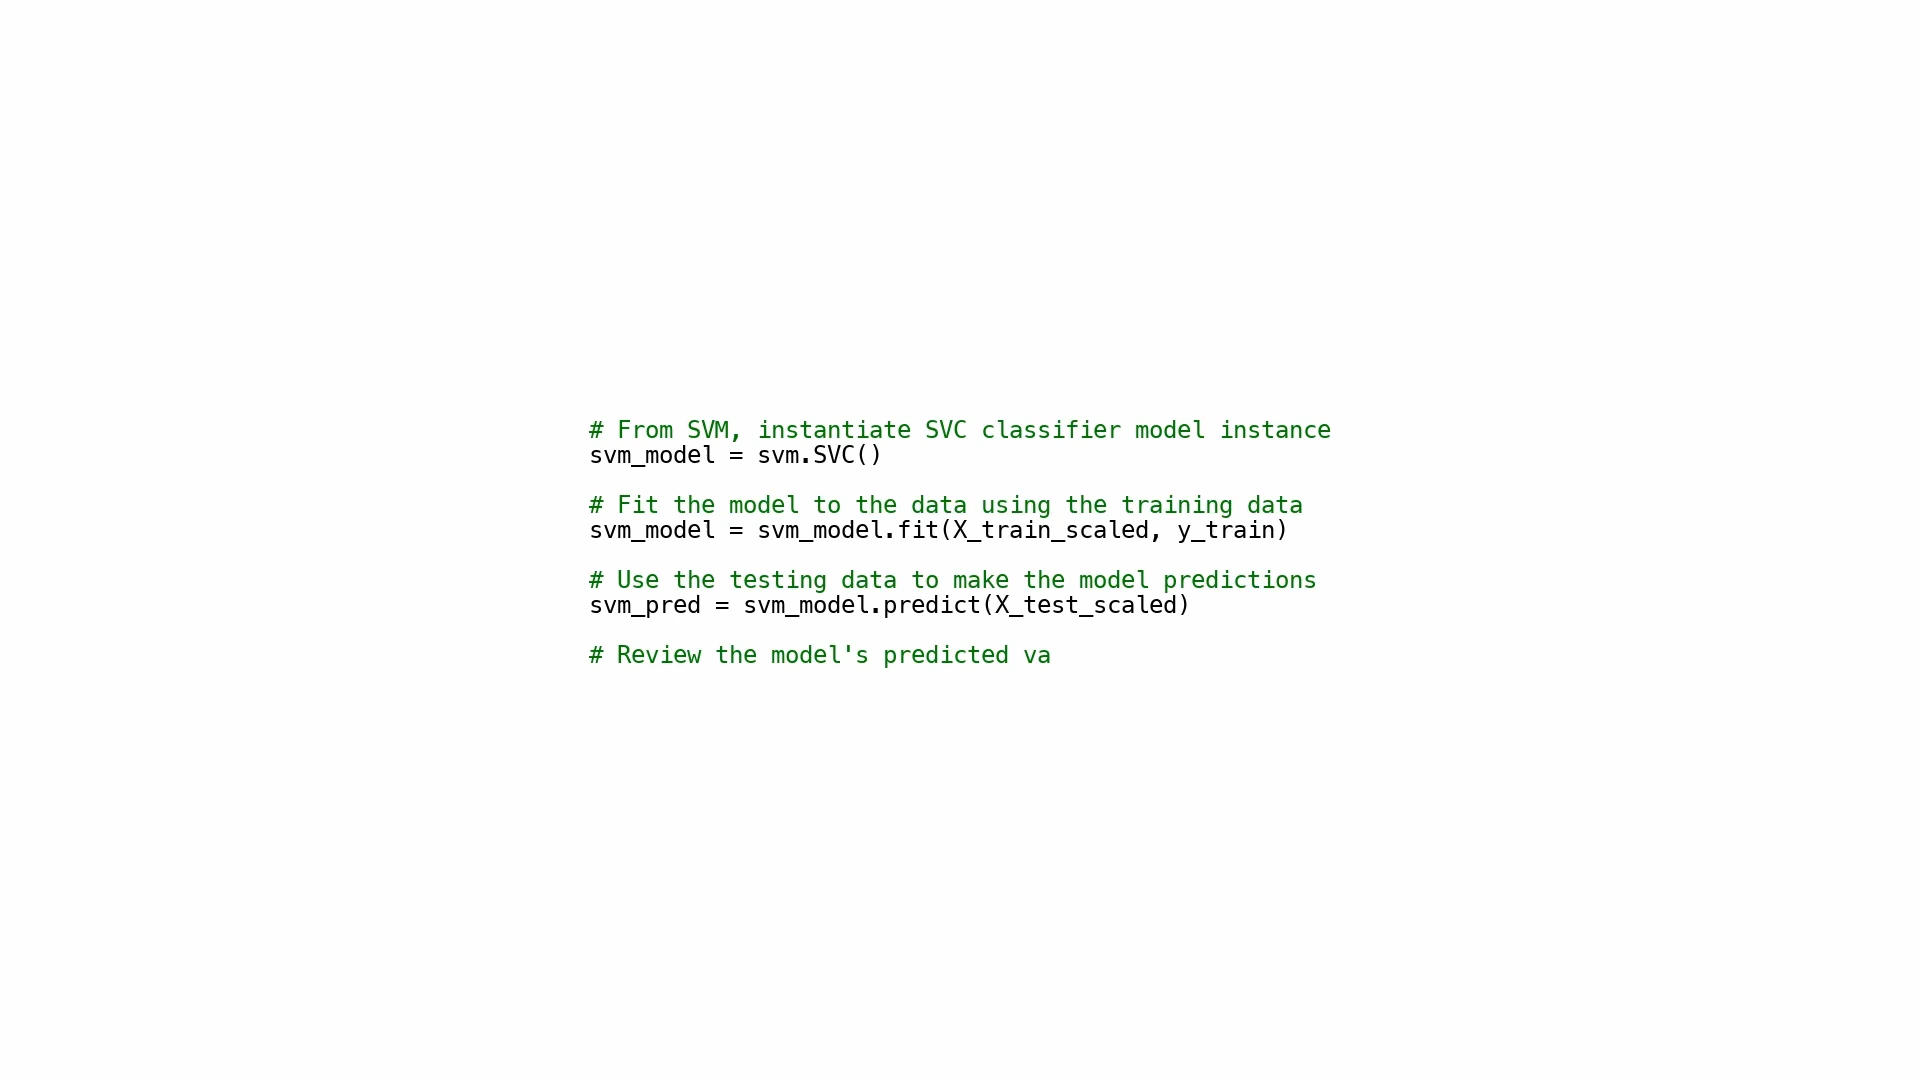 # From SVM, instantiate SVC classifier model instance
svm_model = svm.SVC()
# Fit the model to the data using the training data
svm_model = svm_model.fit(X_train_scaled, y_train)
# Use the testing data to make the model predictions
svm_pred = svm_model.predict(X_test_scaled)
# Review the model's predicted va